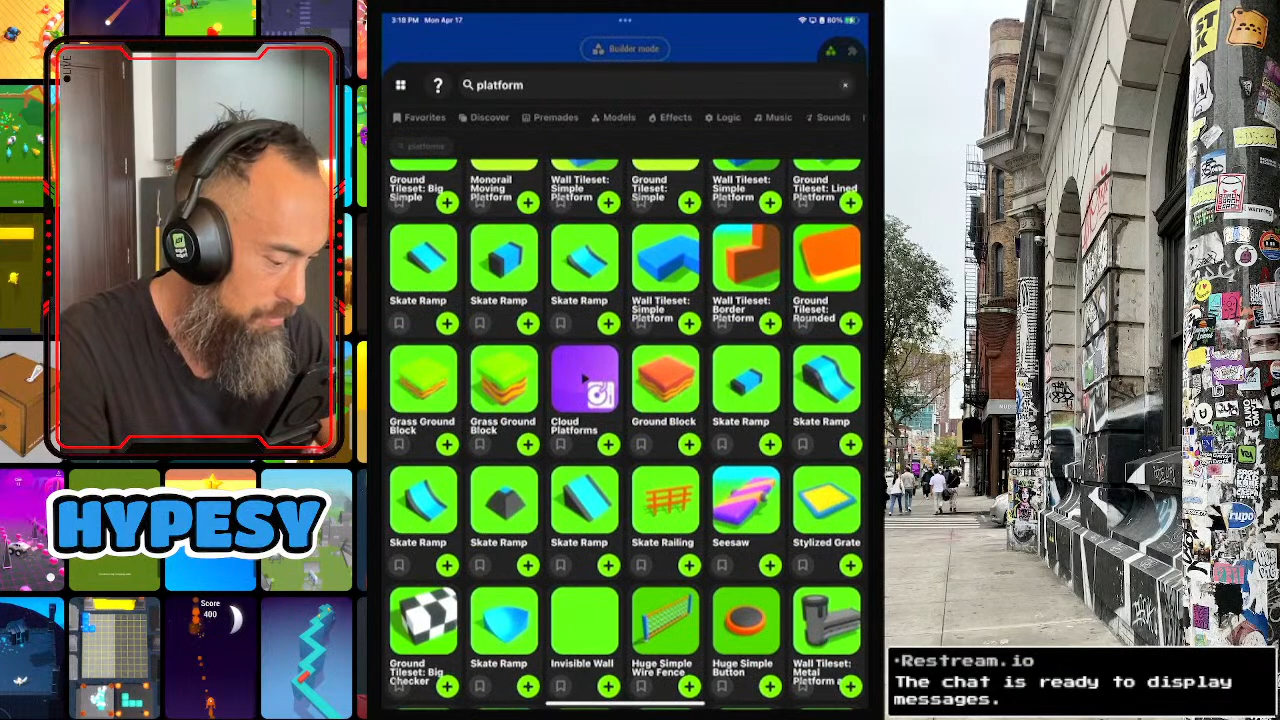 LIVE
3:18 PM Mon Apr 17
80%
Builder mode
? platform
Favorites Discover Premades Models Effects Logic Music Sounds
platforms
Ground Tileset: Big Simple
Monorail Moving Platform
Wall Tileset: Simple Platform
Ground Tileset: Simple
Wall Tileset: Simple Platform
Ground Tileset: Lined Platform
Skate Ramp
Skate Ramp
Skate Ramp
Wall Tileset: Simple Platform
Wall Tileset: Border Platform
Ground Tileset: Rounded
Grass Ground Block
Grass Ground Block
Cloud Platforms
Ground Block
Skate Ramp
Skate Ramp
Skate Ramp
Skate Ramp
Skate Ramp
Skate Railing
Seesaw
Stylized Grate
Ground Tileset: Big Checker
Skate Ramp
Invisible Wall
Huge Simple Wire Fence
Huge Simple Button
Wall Tileset: Metal Platform
HYPESY
Score
400
·Restream.io
The chat is ready to display
messages.